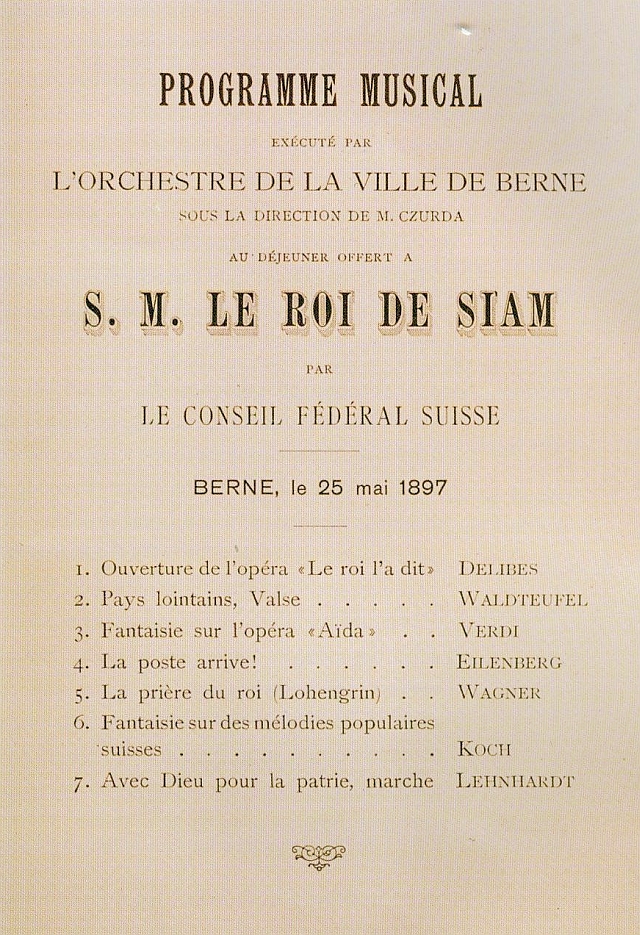 PROGRAMME MUSICAL
EXÉCUTÉ PAR
L'ORCHESTRE DE LA VILLE DE BERNE
SOUS LA DIRECTION DE M. CZURDA
AU DÉJEUNER OFFERT A
S. M. LE ROI DE SIAM
PAR
LE CONSEIL FÉDÉRAL SUISSE
BERNE, le 25 mai 1897
1. Ouverture de l'opéra «Le roi l'a dit» DELIBES
2. Pays lointains, Valse . . . . . WALDTEUFEL
3. Fantaisie sur l'opéra «Aïda» . . VERDI
4. La poste arrive! . . . . . . EILENBERG
5. La prière du roi (Lohengrin) . . WAGNER
6. Fantaisie sur des mélodies populaires
suisses . . . . . . . . . . KOCH
7. Avec Dieu pour la patrie, marche LEHNHARDT